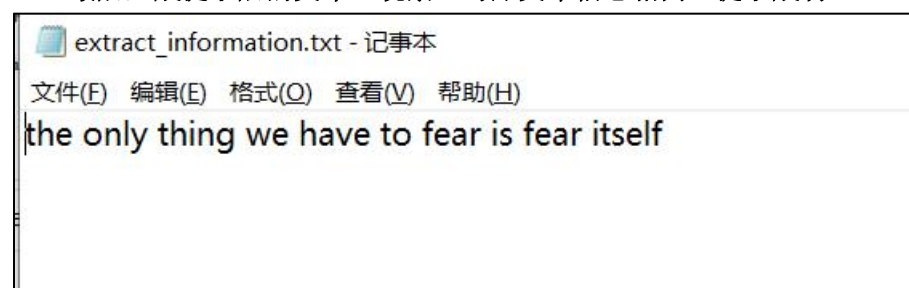 extract_information.txt - 记事本
文件(F) 编辑(E) 格式(O) 查看(V) 帮助(H)
the only thing we have to fear is fear itself